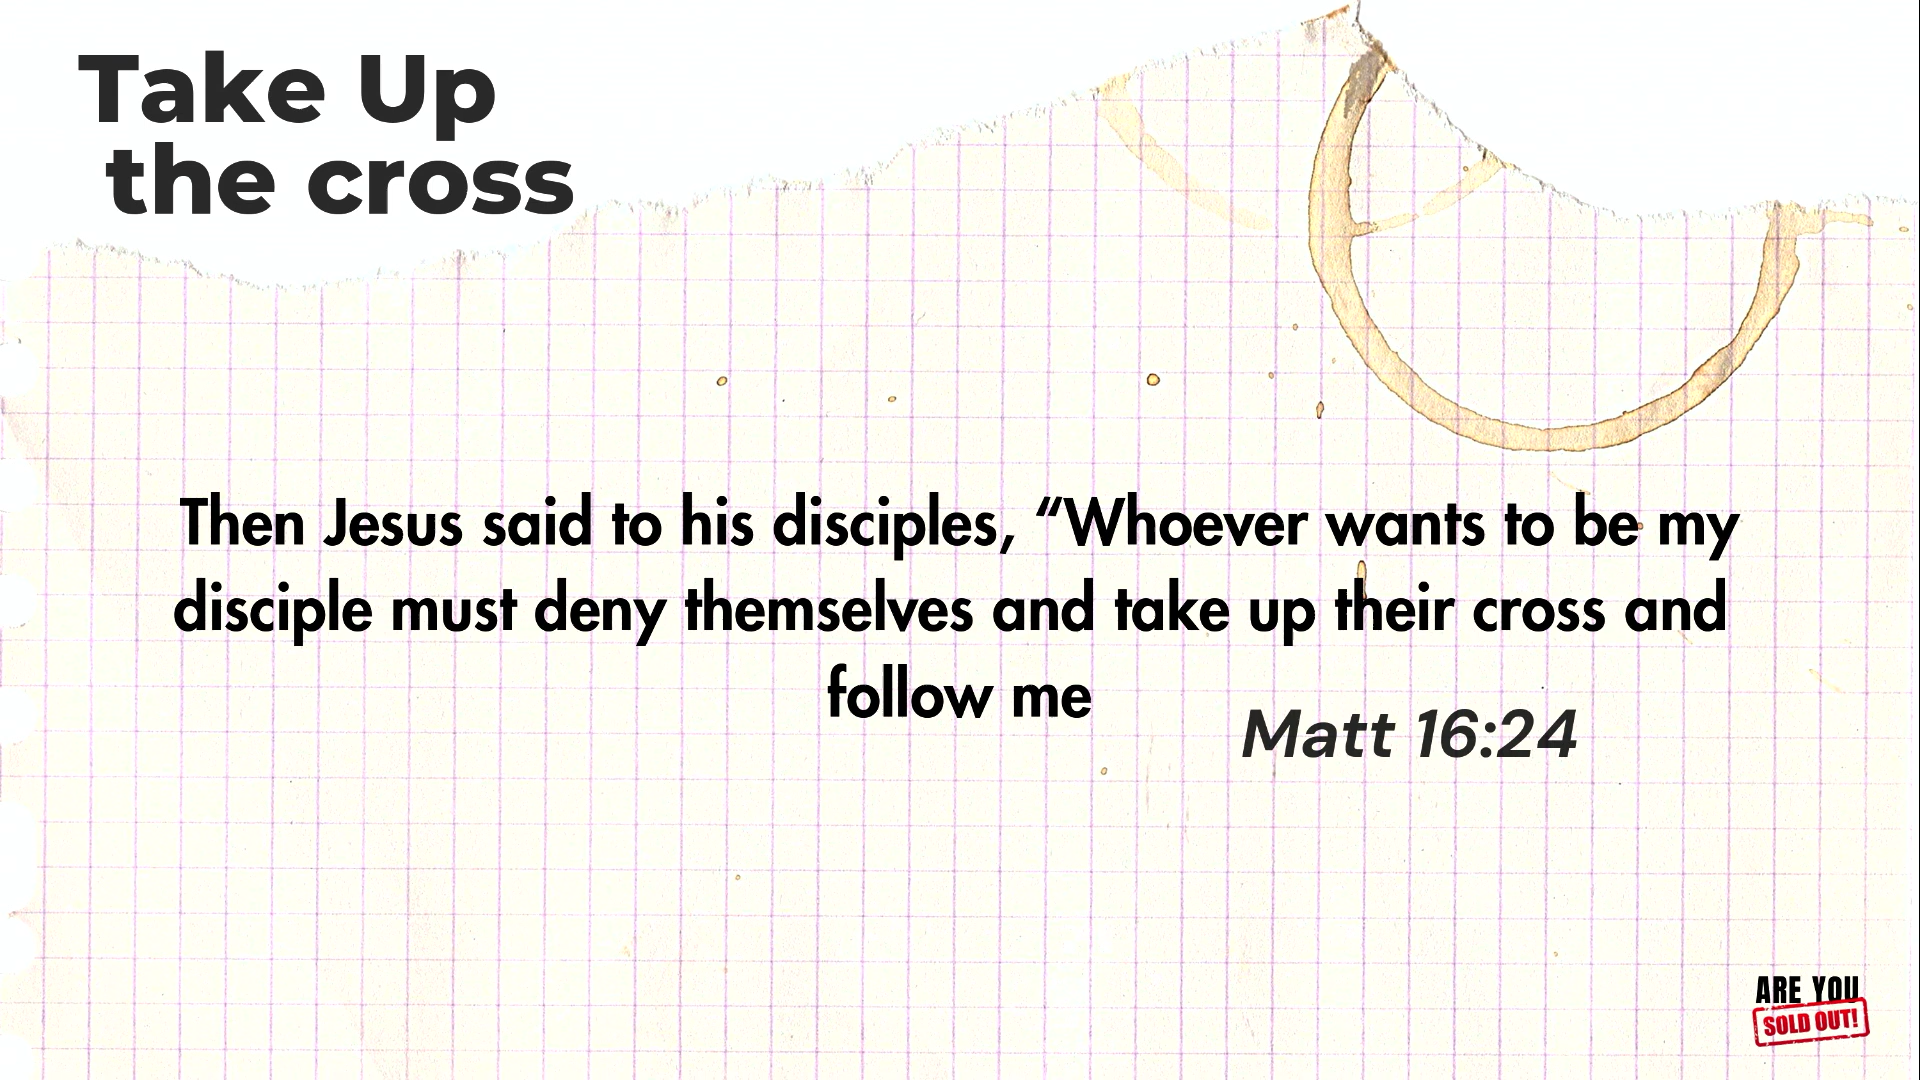 Take Up
the cross
Then Jesus said to his disciples, “Whoever wants to be my
disciple must deny themselves and take up their cross and
follow me
Matt 16:24
ARE YOU
SOLD OUT!